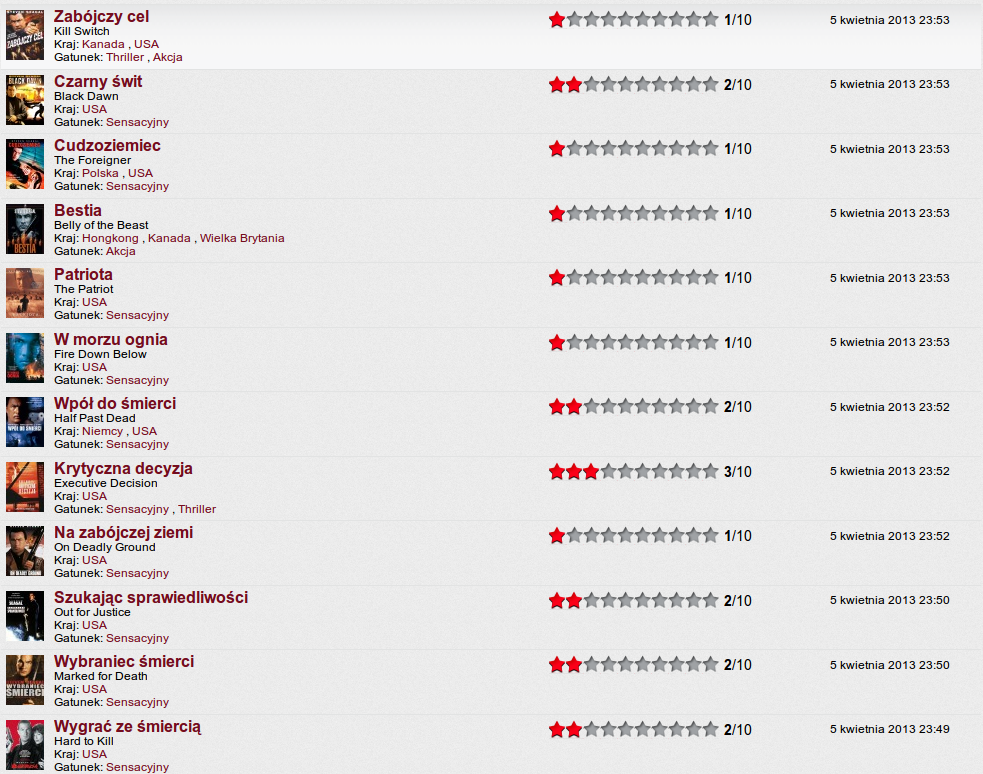 Zabójczy cel
Kill Switch
Kraj: Kanada , USA
Gatunek: Thriller , Akcja
1/10
5 kwietnia 2013 23:53
Czarny świt
Black Dawn
Kraj: USA
Gatunek: Sensacyjny
2/10
5 kwietnia 2013 23:53
Cudzoziemiec
The Foreigner
Kraj: Polska , USA
Gatunek: Sensacyjny
1/10
5 kwietnia 2013 23:53
Bestia
Belly of the Beast
Kraj: Hongkong , Kanada , Wielka Brytania
Gatunek: Akcja
1/10
5 kwietnia 2013 23:53
Patriota
The Patriot
Kraj: USA
Gatunek: Sensacyjny
1/10
5 kwietnia 2013 23:53
W morzu ognia
Fire Down Below
Kraj: USA
Gatunek: Sensacyjny
1/10
5 kwietnia 2013 23:53
Wpół do śmierci
Half Past Dead
Kraj: Niemcy , USA
Gatunek: Sensacyjny
2/10
5 kwietnia 2013 23:52
Krytyczna decyzja
Executive Decision
Kraj: USA
Gatunek: Sensacyjny , Thriller
3/10
5 kwietnia 2013 23:52
Na zabójczej ziemi
On Deadly Ground
Kraj: USA
Gatunek: Sensacyjny
1/10
5 kwietnia 2013 23:52
Szukając sprawiedliwości
Out for Justice
Kraj: USA
Gatunek: Sensacyjny
2/10
5 kwietnia 2013 23:50
Wybraniec śmierci
Marked for Death
Kraj: USA
Gatunek: Sensacyjny
2/10
5 kwietnia 2013 23:50
Wygrać ze śmiercią
Hard to Kill
Kraj: USA
Gatunek: Sensacyjny
2/10
5 kwietnia 2013 23:49